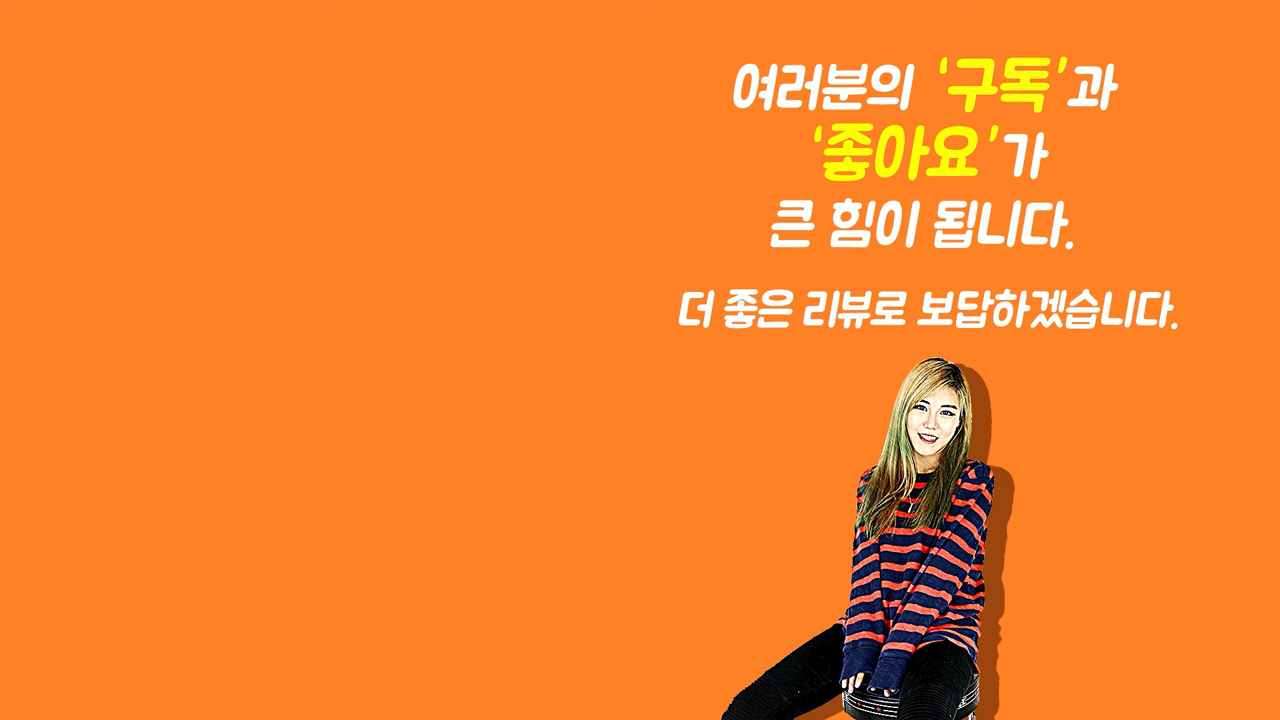 여러분의 '구독'과
'좋아요'가
큰 힘이 됩니다.
더 좋은 리뷰로 보답하겠습니다.